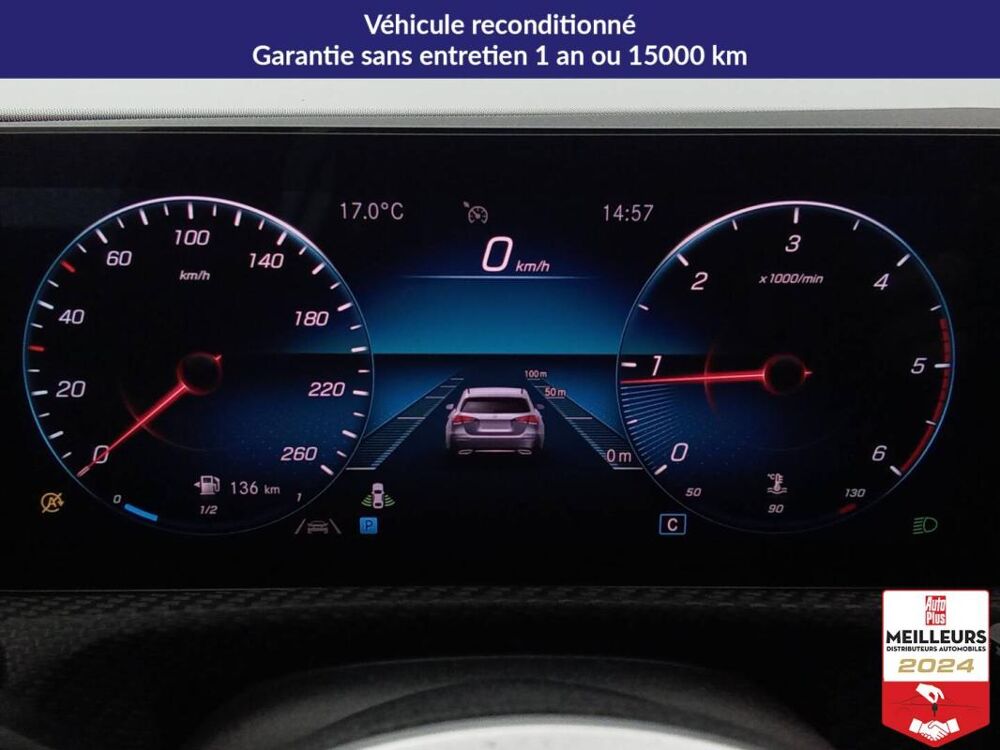 Véhicule reconditionné
Garantie sans entretien 1 an ou 15000 km
17.0°C
14:57
0 km/h
0
20
40
60
100
140
180
220
260
km/h
136 km
0
1/2
1
100 m
50 m
0 m
P
C
0
1
2
3
4
5
6
x1000/min
°C
50
90
130
A
Auto
Plus
MEILLEURS
DISTRIBUTEURS AUTOMOBILES
2024